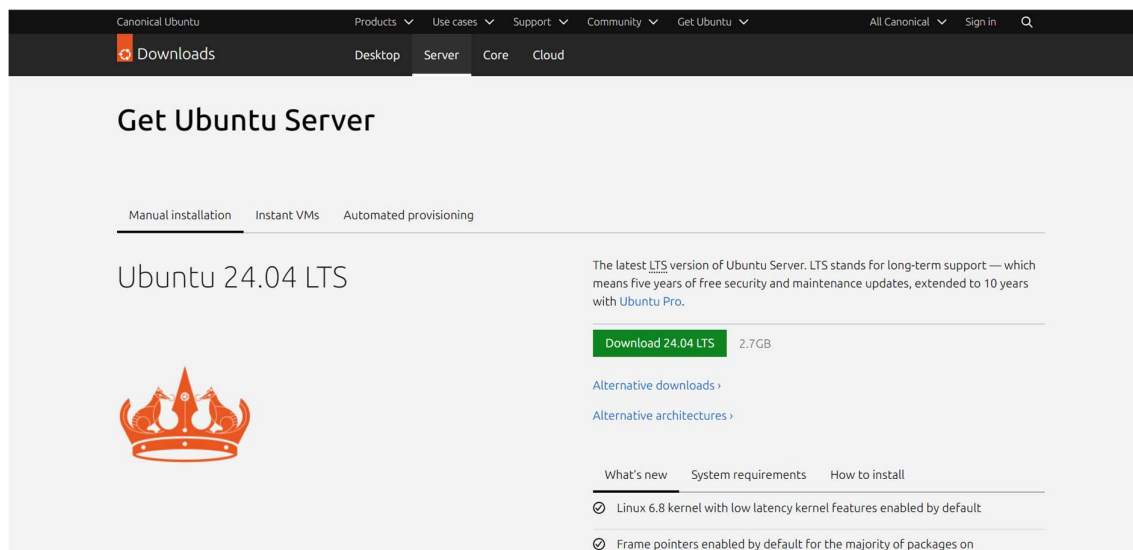 Canonical Ubuntu Products Use cases Support Community Get Ubuntu All Canonical Sign in
Downloads Desktop Server Core Cloud
Get Ubuntu Server
Manual installation Instant VMs Automated provisioning
Ubuntu 24.04 LTS
The latest LTS version of Ubuntu Server. LTS stands for long-term support — which
means five years of free security and maintenance updates, extended to 10 years
with Ubuntu Pro.
Download 24.04 LTS 2.7GB
Alternative downloads ›
Alternative architectures ›
What's new System requirements How to install
Linux 6.8 kernel with low latency kernel features enabled by default
Frame pointers enabled by default for the majority of packages on